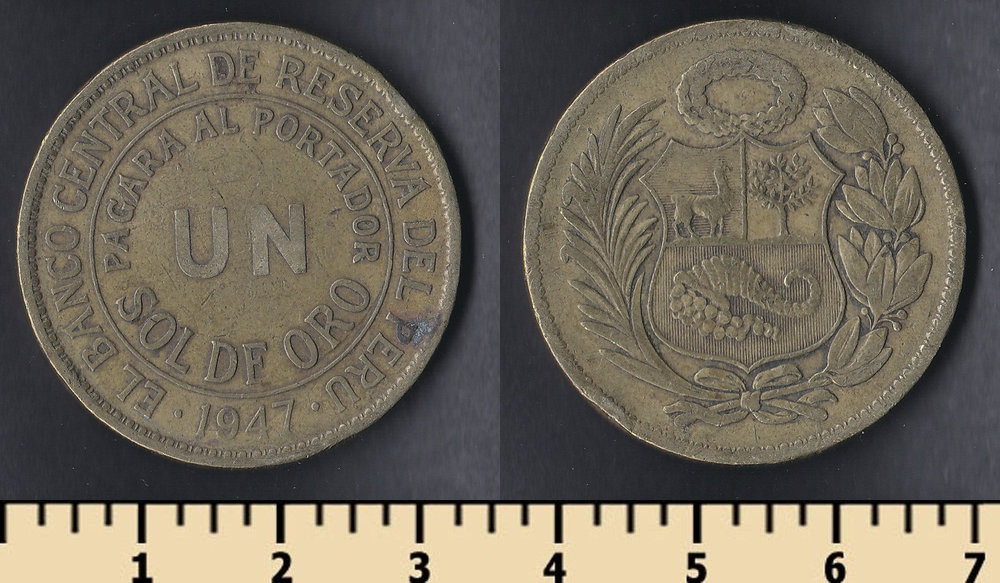 EL BANCO CENTRAL DE RESERVA DEL PERU
PAGARA AL PORTADOR
UN
SOL DE ORO
· 1947 ·
1 2 3 4 5 6 7